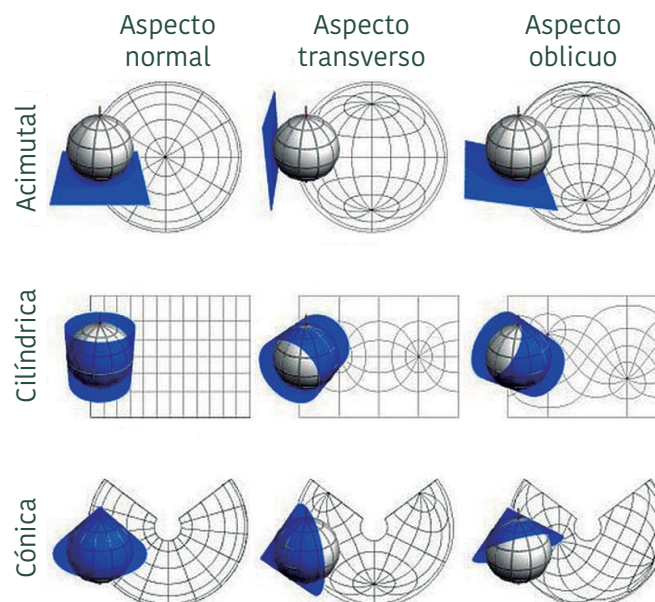 Aspecto
normal
Aspecto
transverso
Aspecto
oblicuo
Acimutal
Cilíndrica
Cónica